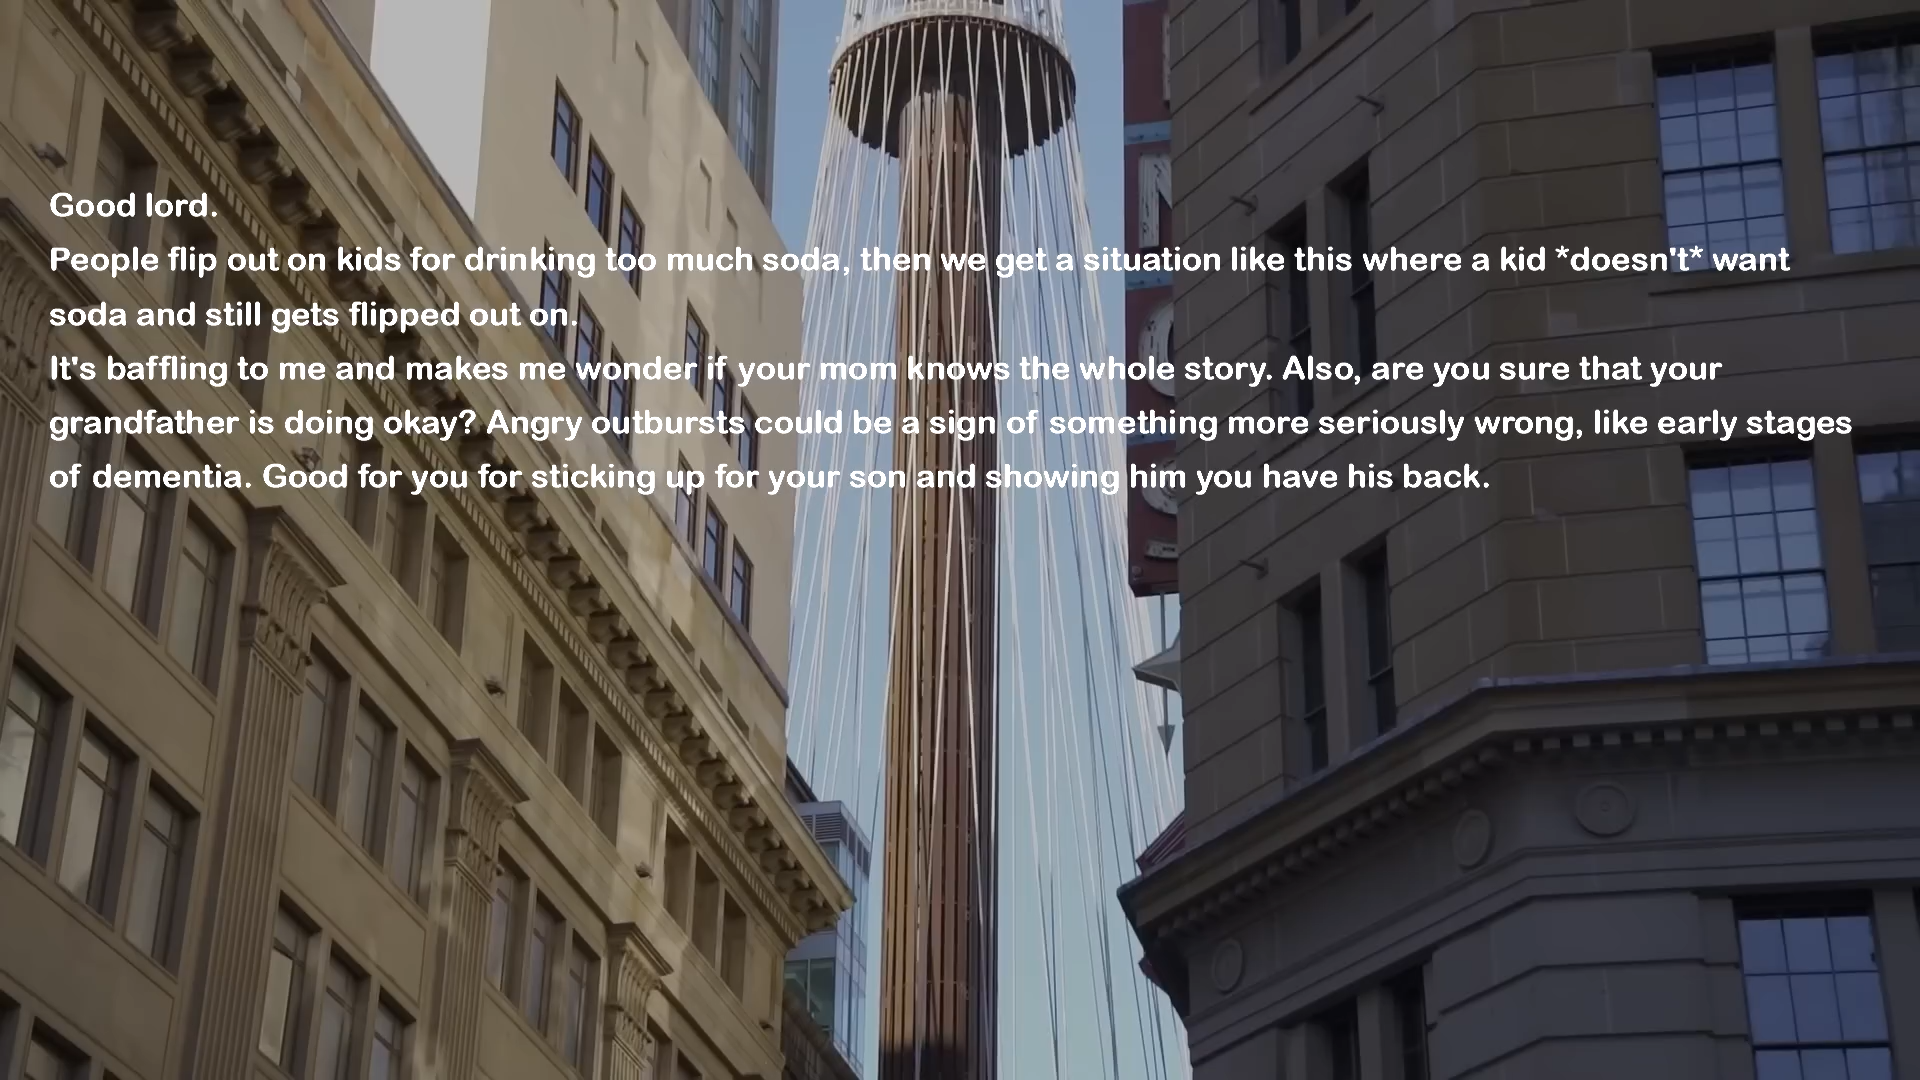 Good lord.
People flip out on kids for drinking too much soda, then we get a situation like this where a kid *doesn't* want
soda and still gets flipped out on.
It's baffling to me and makes me wonder if your mom knows the whole story. Also, are you sure that your
grandfather is doing okay? Angry outbursts could be a sign of something more seriously wrong, like early stages
of dementia. Good for you for sticking up for your son and showing him you have his back.